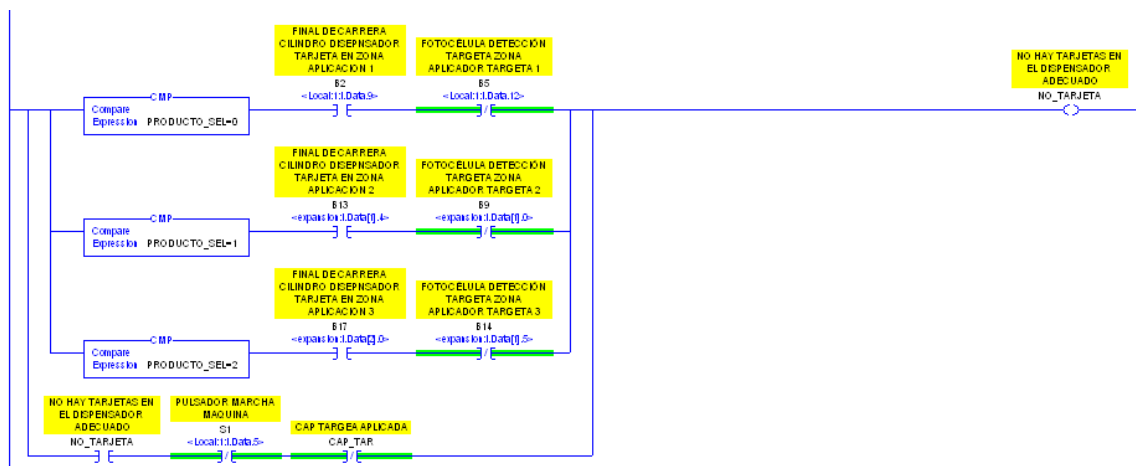 FINAL DE CARRERA
CILINDRO DISEPNSADOR
TARJETA EN ZONA
APLICACION 1
B2
<Local:1:I.Data.9>
FOTOCÉLULA DETECCIÓN
TARGETA ZONA
APLICADOR TARGETA 1
B5
<Local:1:I.Data.12>
NO HAY TARJETAS EN
EL DISPENSADOR
ADECUADO
NO_TARJETA
CMP
Compare
Expression PRODUCTO_SEL=0
FINAL DE CARRERA
CILINDRO DISEPNSADOR
TARJETA EN ZONA
APLICACION 2
B13
<expansion:I.Data[1].4>
FOTOCÉLULA DETECCIÓN
TARGETA ZONA
APLICADOR TARGETA 2
B9
<expansion:I.Data[1].0>
CMP
Compare
Expression PRODUCTO_SEL=1
FINAL DE CARRERA
CILINDRO DISEPNSADOR
TARJETA EN ZONA
APLICACION 3
B17
<expansion:I.Data[2].0>
FOTOCÉLULA DETECCIÓN
TARGETA ZONA
APLICADOR TARGETA 3
B14
<expansion:I.Data[1].5>
CMP
Compare
Expression PRODUCTO_SEL=2
NO HAY TARJETAS EN
EL DISPENSADOR
ADECUADO
NO_TARJETA
PULSADOR MARCHA
MAQUINA
S1
<Local:1:I.Data.5>
CAP TARGEA APLICADA
CAP_TAR